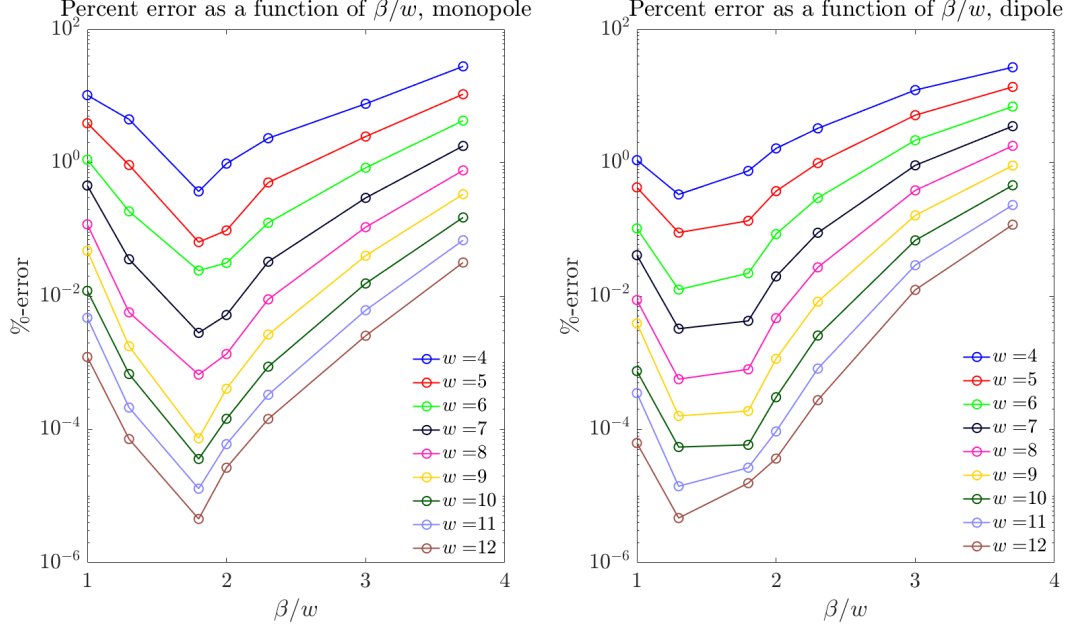 Percent error as a function of β/w, monopole
10^2
10^0
10^-2
10^-4
10^-6
%-error
1 2 3 4
β/w
w =4
w =5
w =6
w =7
w =8
w =9
w =10
w =11
w =12
Percent error as a function of β/w, dipole
10^2
10^0
10^-2
10^-4
10^-6
%-error
1 2 3 4
β/w
w =4
w =5
w =6
w =7
w =8
w =9
w =10
w =11
w =12